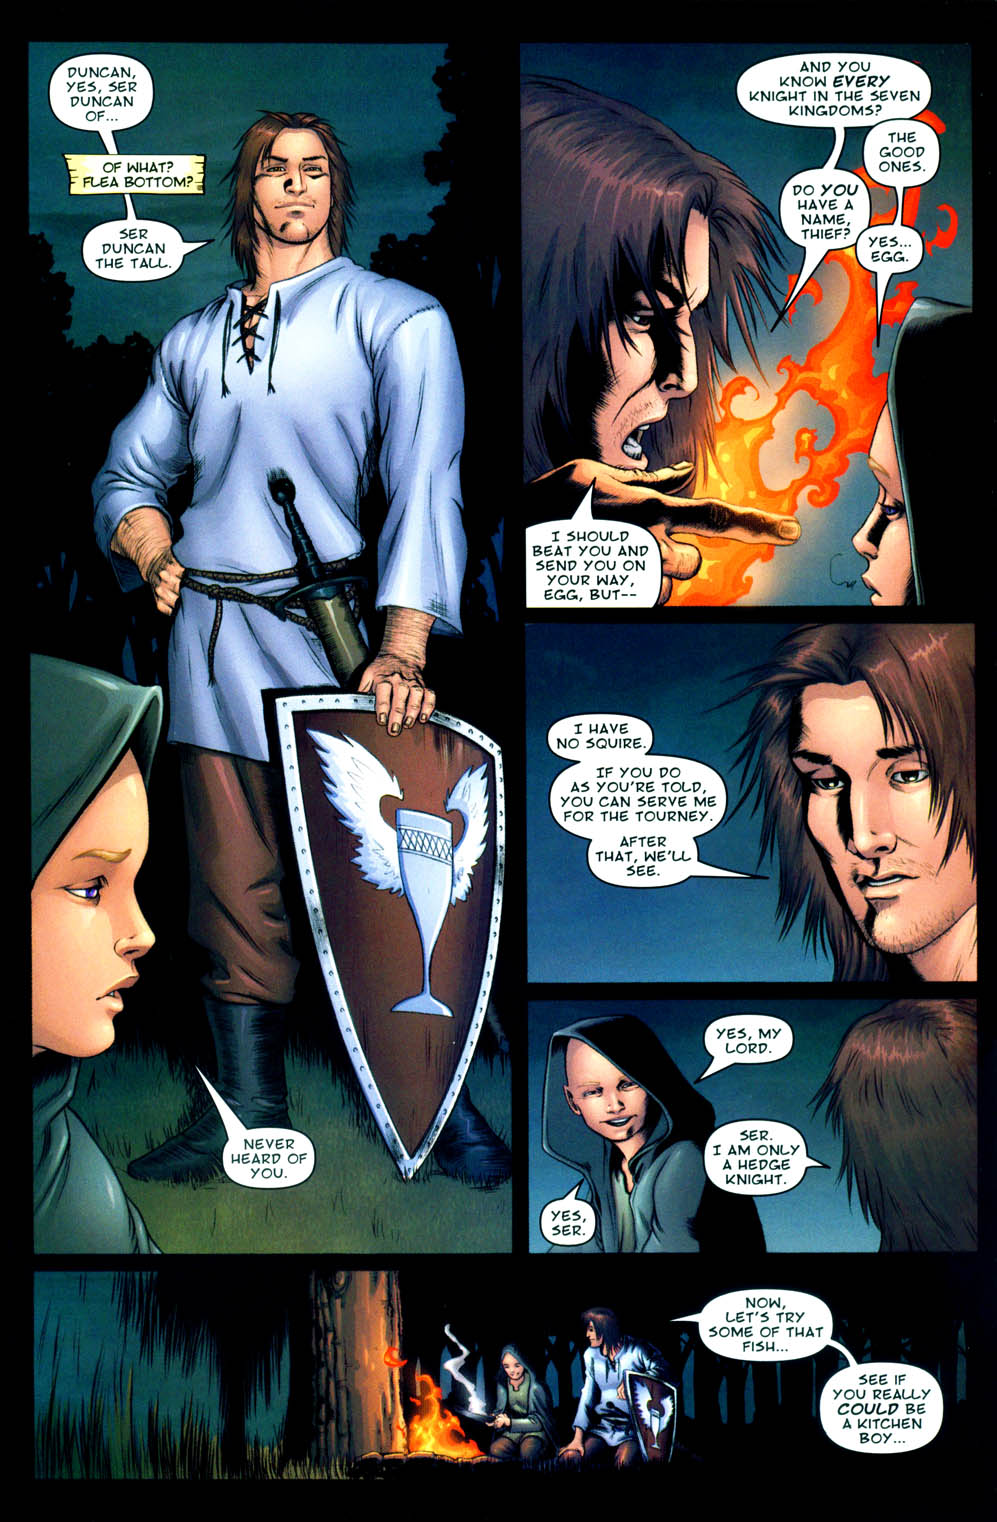 DUNCAN,
YES, SER
DUNCAN
OF...
OF WHAT?
FLEA BOTTOM?
SER
DUNCAN
THE TALL.
NEVER
HEARD OF
YOU.
AND YOU
KNOW EVERY
KNIGHT IN THE SEVEN
KINGDOMS?
THE
GOOD
ONES.
DO YOU
HAVE A
NAME,
THIEF?
YES...
EGG.
I SHOULD
BEAT YOU AND
SEND YOU ON
YOUR WAY,
EGG, BUT--
I HAVE
NO SQUIRE.
IF YOU DO
AS YOU'RE TOLD,
YOU CAN SERVE ME
FOR THE TOURNEY.
AFTER
THAT, WE'LL
SEE.
YES, MY
LORD.
SER.
I AM ONLY
A HEDGE
KNIGHT.
YES,
SER.
NOW,
LET'S TRY
SOME OF THAT
FISH...
SEE IF
YOU REALLY
COULD BE
A KITCHEN
BOY...